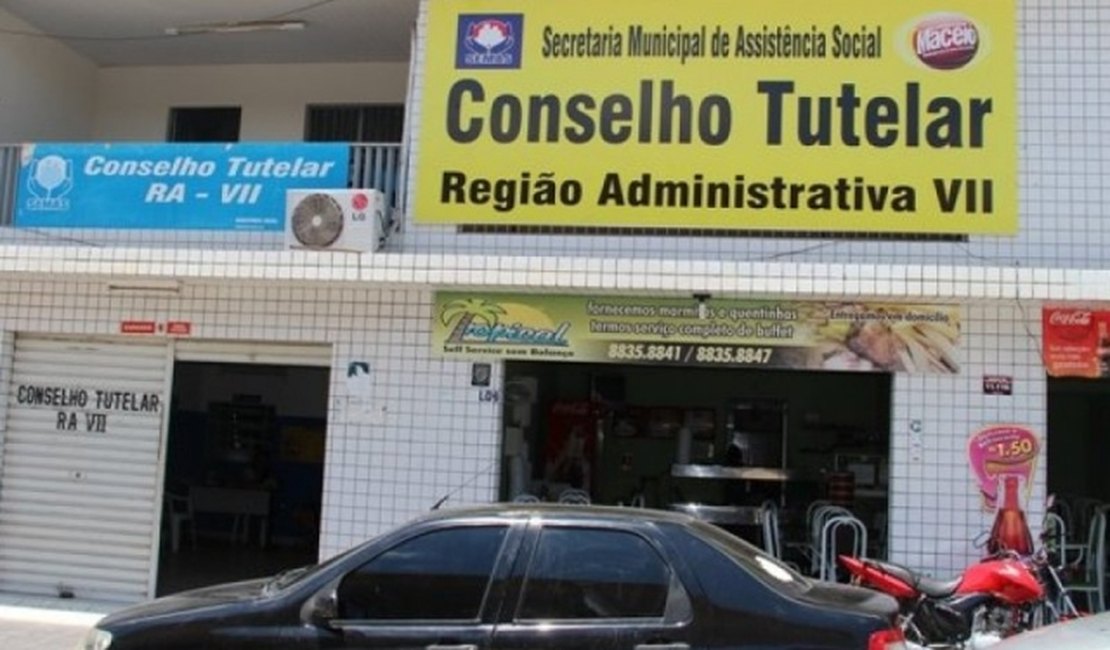 SEMAS
Secretaria Municipal de Assistência Social
Maceió
Conselho Tutelar
Região Administrativa VII
Conselho Tutelar
RA - VII
SEMAS
LG
CONSELHO TUTELAR
RA VII
Tropical
Self Service sem Balança
fornecemos marmitas e quentinhas
termos serviço completo de buffet
8835.8841 / 8835.8847
Entregamos em domicílio
LO6
Coca-Cola
1,50